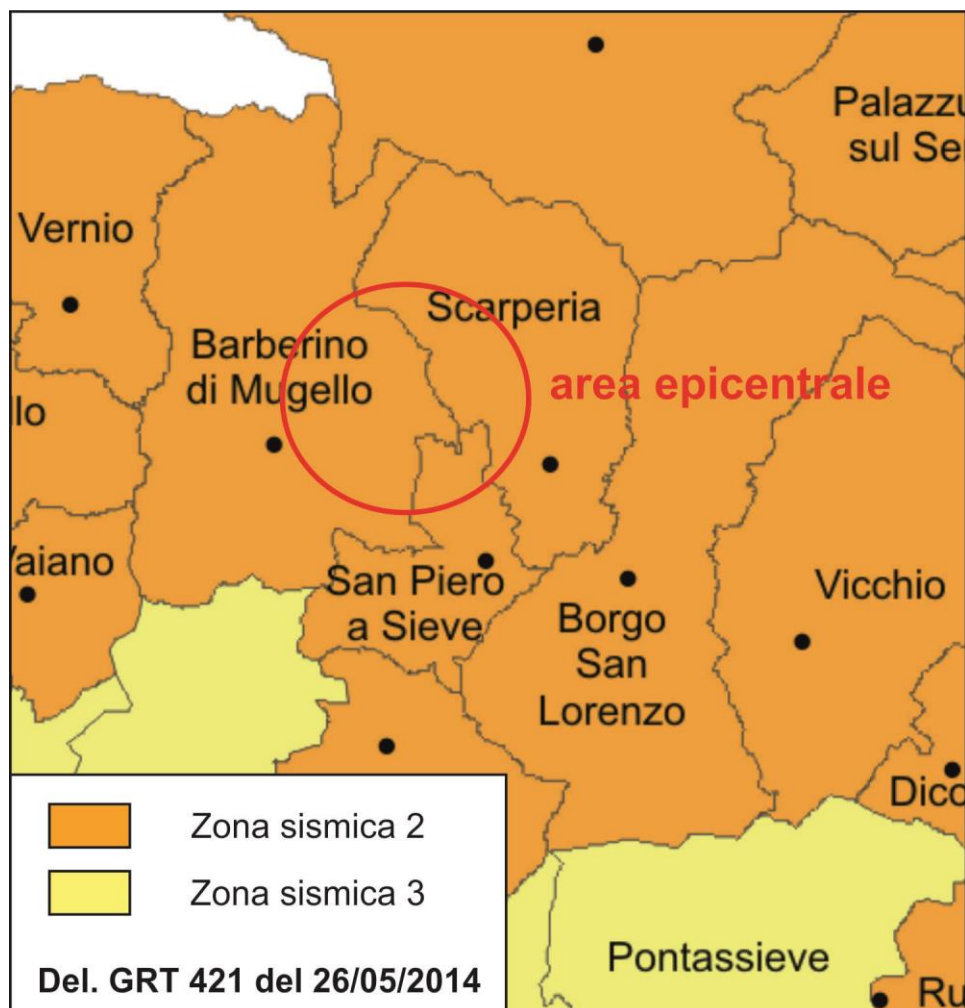 Palazzu
sul Se
Vernio
Scarperia
Barberino
di Mugello
area epicentrale
llo
Vaiano
San Piero
a Sieve
Borgo
San
Lorenzo
Vicchio
Dico
Zona sismica 2
Zona sismica 3
Pontassieve
Del. GRT 421 del 26/05/2014
Ru